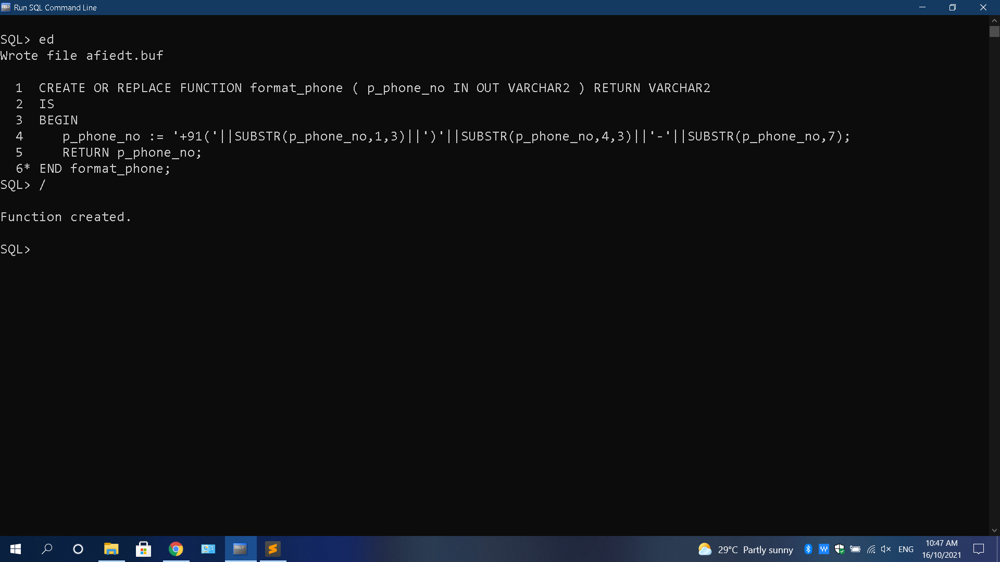 Run SQL Command Line
SQL> ed
Wrote file afiedt.buf
1 CREATE OR REPLACE FUNCTION format_phone ( p_phone_no IN OUT VARCHAR2 ) RETURN VARCHAR2
2 IS
3 BEGIN
4 p_phone_no := '+91('||SUBSTR(p_phone_no,1,3)||')'||SUBSTR(p_phone_no,4,3)||'-'||SUBSTR(p_phone_no,7);
5 RETURN p_phone_no;
6* END format_phone;
SQL> /
Function created.
SQL>
29°C Partly sunny
ENG
10:47 AM
16/10/2021